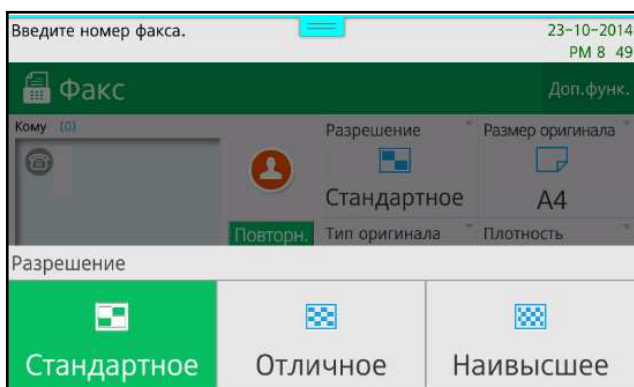 Введите номер факса.
23-10-2014
PM 8 49
Факс
Доп.функ.
Кому (0)
Разрешение
Размер оригинала
Стандартное
A4
Повторн.
Тип оригинала
Плотность
Разрешение
Стандартное
Отличное
Наивысшее